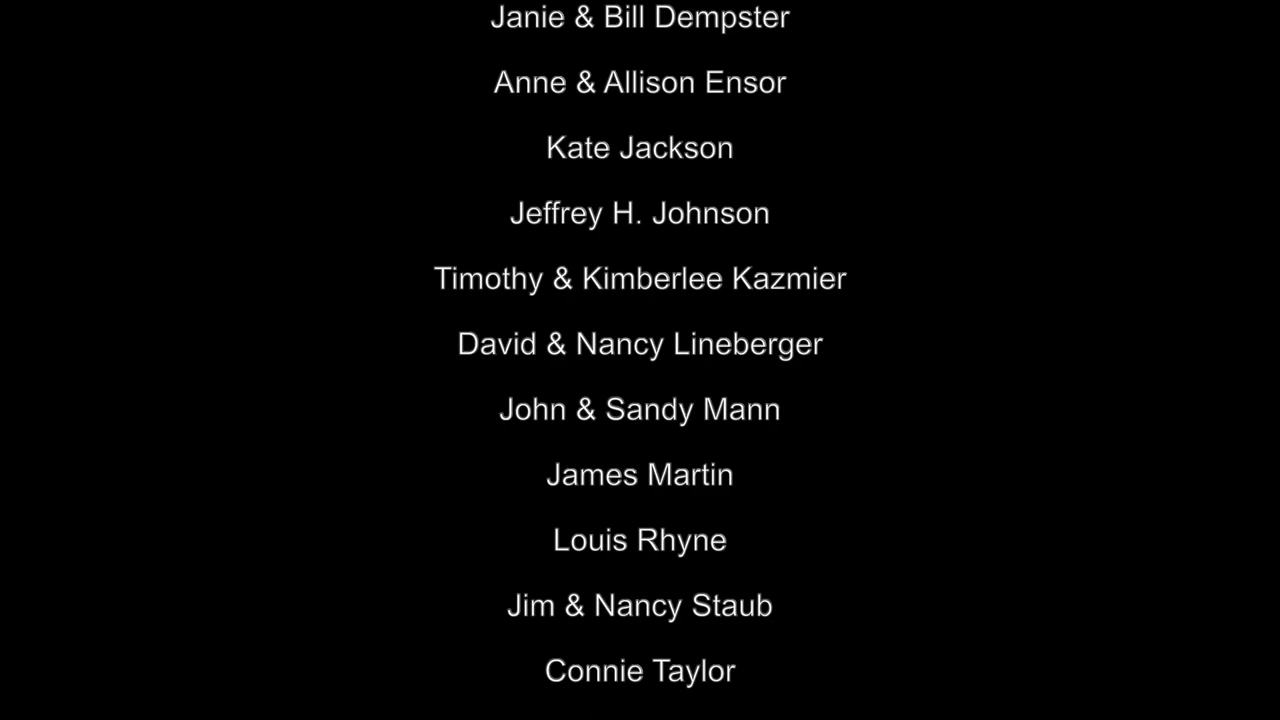 Janie & Bill Dempster
Anne & Allison Ensor
Kate Jackson
Jeffrey H. Johnson
Timothy & Kimberlee Kazmier
David & Nancy Lineberger
John & Sandy Mann
James Martin
Louis Rhyne
Jim & Nancy Staub
Connie Taylor